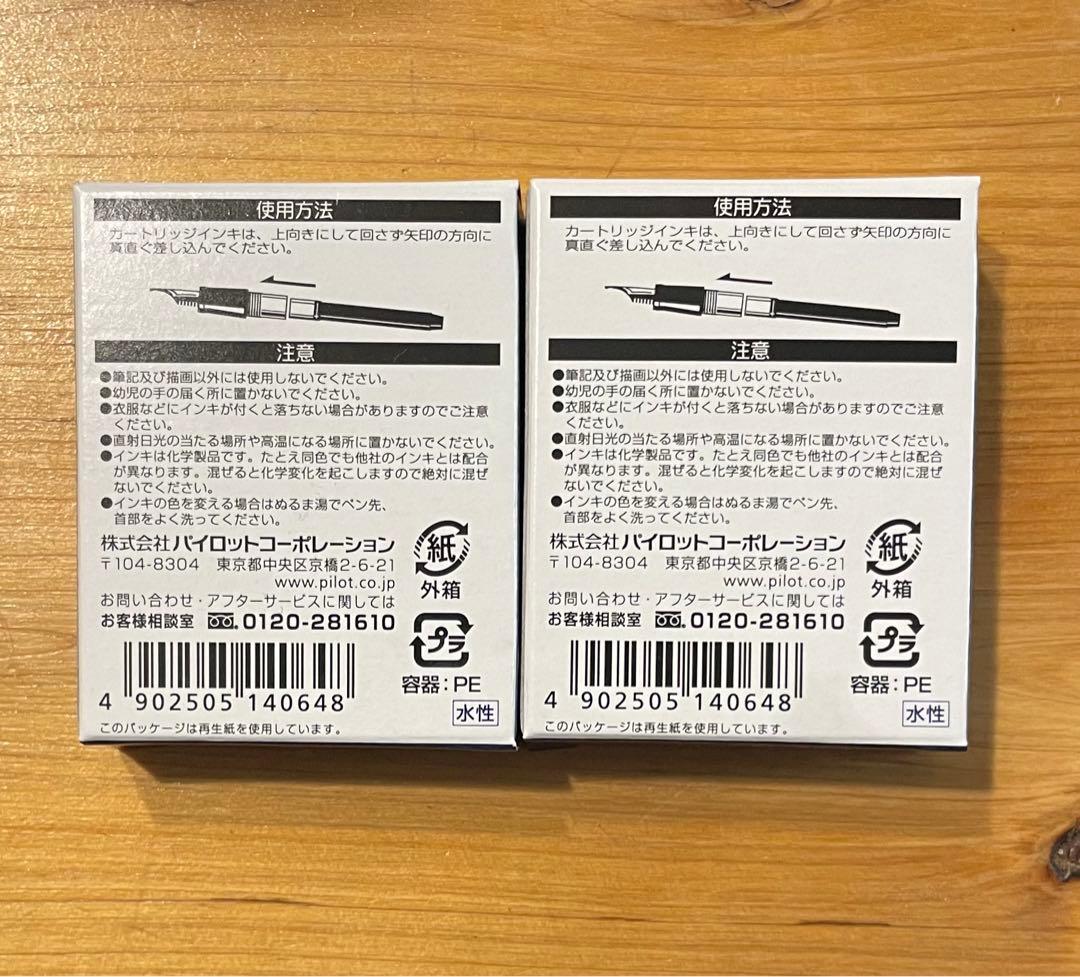 使用方法
カートリッジインキは、上向きにして回さず矢印の方向に
真直ぐ差し込んでください。
注意
●筆記及び描画以外には使用しないでください。
●幼児の手の届く所に置かないでください。
●衣服などにインキが付くと落ちない場合がありますのでご注意
ください。
●直射日光の当たる場所や高温になる場所に置かないでください。
●インキは化学製品です。たとえ同色でも他社のインキとは配合
が異なります。混ぜると化学変化を起こしますので絶対に混ぜ
ないでください。
●インキの色を変える場合はぬるま湯でペン先、
首部をよく洗ってください。
株式会社 パイロットコーポレーション
〒104-8304 東京都中央区京橋2-6-21
www.pilot.co.jp
お問い合わせ・アフターサービスに関しては
お客様相談室 0120-281610
紙
外箱
プラ
容器:PE
4 902505 140648
水性
このパッケージは再生紙を使用しています。
使用方法
カートリッジインキは、上向きにして回さず矢印の方向に
真直ぐ差し込んでください。
注意
●筆記及び描画以外には使用しないでください。
●幼児の手の届く所に置かないでください。
●衣服などにインキが付くと落ちない場合がありますのでご注意
ください。
●直射日光の当たる場所や高温になる場所に置かないでください。
●インキは化学製品です。たとえ同色でも他社のインキとは配合
が異なります。混ぜると化学変化を起こしますので絶対に混ぜ
ないでください。
●インキの色を変える場合はぬるま湯でペン先、
首部をよく洗ってください。
株式会社 パイロットコーポレーション
〒104-8304 東京都中央区京橋2-6-21
www.pilot.co.jp
お問い合わせ・アフターサービスに関しては
お客様相談室 0120-281610
紙
外箱
プラ
容器:PE
4 902505 140648
水性
このパッケージは再生紙を使用しています。